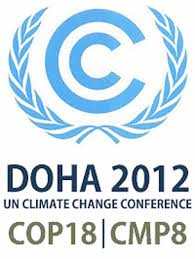 DOHA 2012
UN CLIMATE CHANGE CONFERENCE
COP18|CMP8